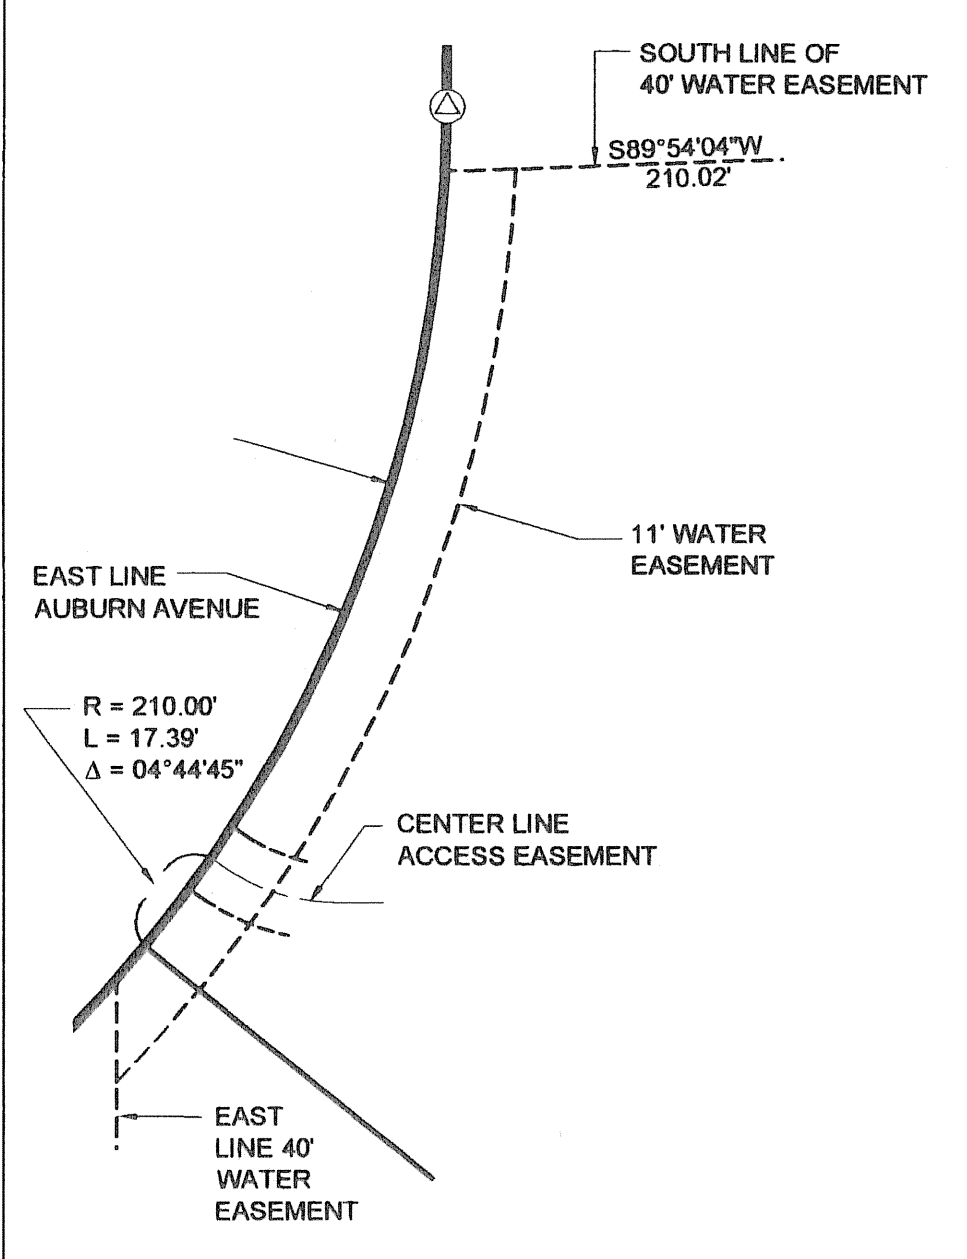 SOUTH LINE OF
40' WATER EASEMENT
S89°54'04"W
210.02'
11' WATER
EASEMENT
EAST LINE
AUBURN AVENUE
R = 210.00'
L = 17.39'
Δ = 04°44'45"
CENTER LINE
ACCESS EASEMENT
EAST
LINE 40'
WATER
EASEMENT